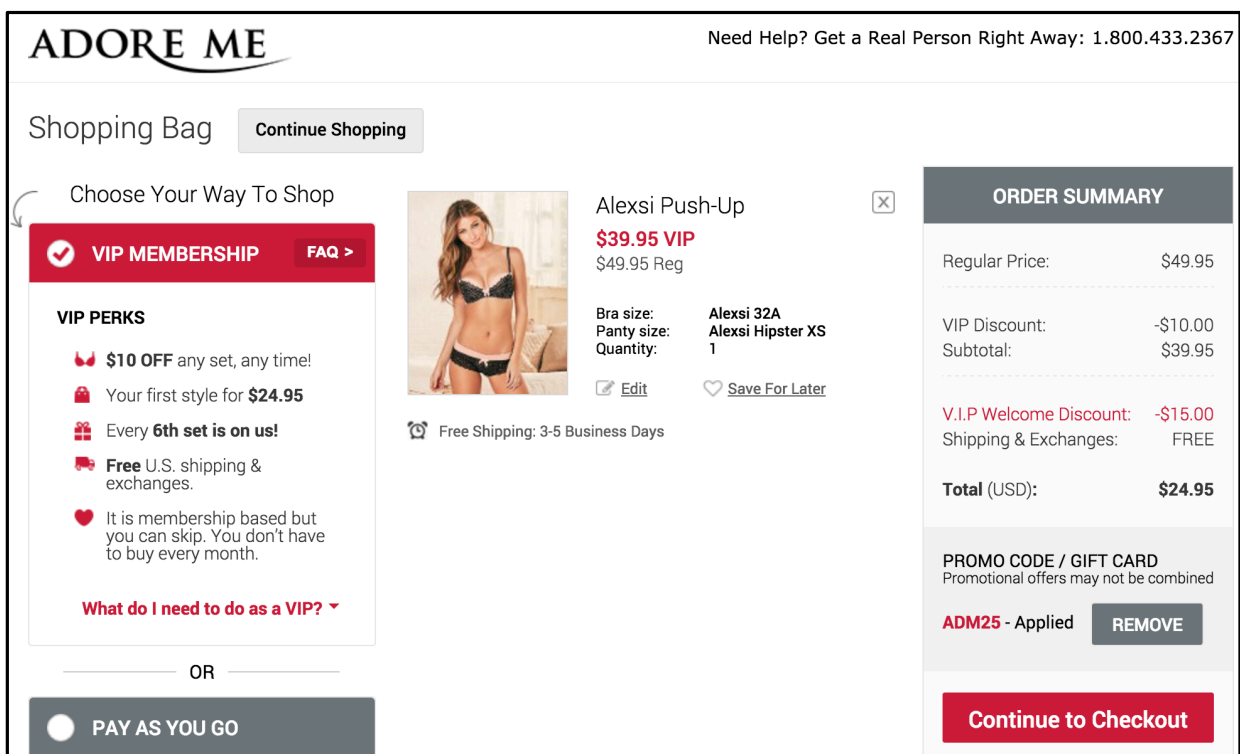 ADORE ME
Need Help? Get a Real Person Right Away: 1.800.433.2367
Shopping Bag
Continue Shopping
Choose Your Way To Shop
VIP MEMBERSHIP
FAQ >
VIP PERKS
$10 OFF any set, any time!
Your first style for $24.95
Every 6th set is on us!
Free U.S. shipping &
exchanges.
It is membership based but
you can skip. You don't have
to buy every month.
What do I need to do as a VIP?
OR
PAY AS YOU GO
Alexsi Push-Up
$39.95 VIP
$49.95 Reg
Bra size: Alexsi 32A
Panty size: Alexsi Hipster XS
Quantity: 1
Edit
Save For Later
Free Shipping: 3-5 Business Days
ORDER SUMMARY
Regular Price: $49.95
VIP Discount: -$10.00
Subtotal: $39.95
V.I.P Welcome Discount: -$15.00
Shipping & Exchanges: FREE
Total (USD): $24.95
PROMO CODE / GIFT CARD
Promotional offers may not be combined
ADM25 - Applied
REMOVE
Continue to Checkout